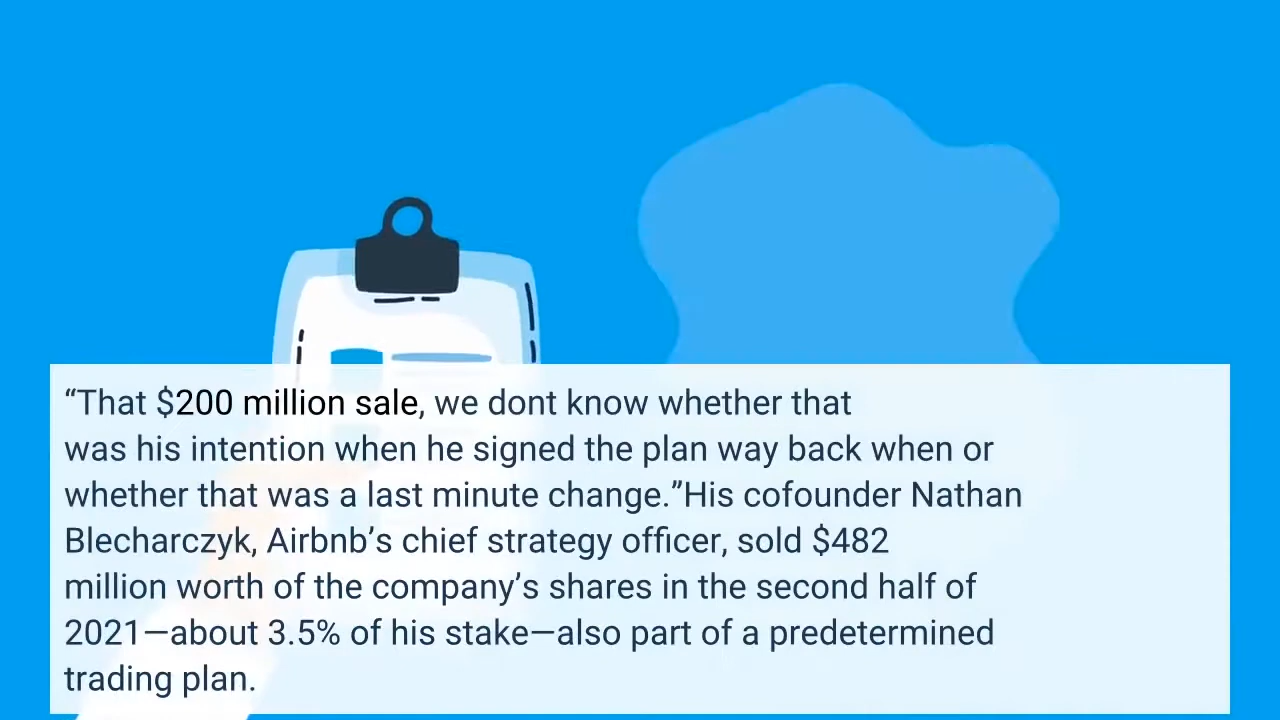 “That $200 million sale, we dont know whether that
was his intention when he signed the plan way back when or
whether that was a last minute change.”His cofounder Nathan
Blecharczyk, Airbnb’s chief strategy officer, sold $482
million worth of the company’s shares in the second half of
2021—about 3.5% of his stake—also part of a predetermined
trading plan.